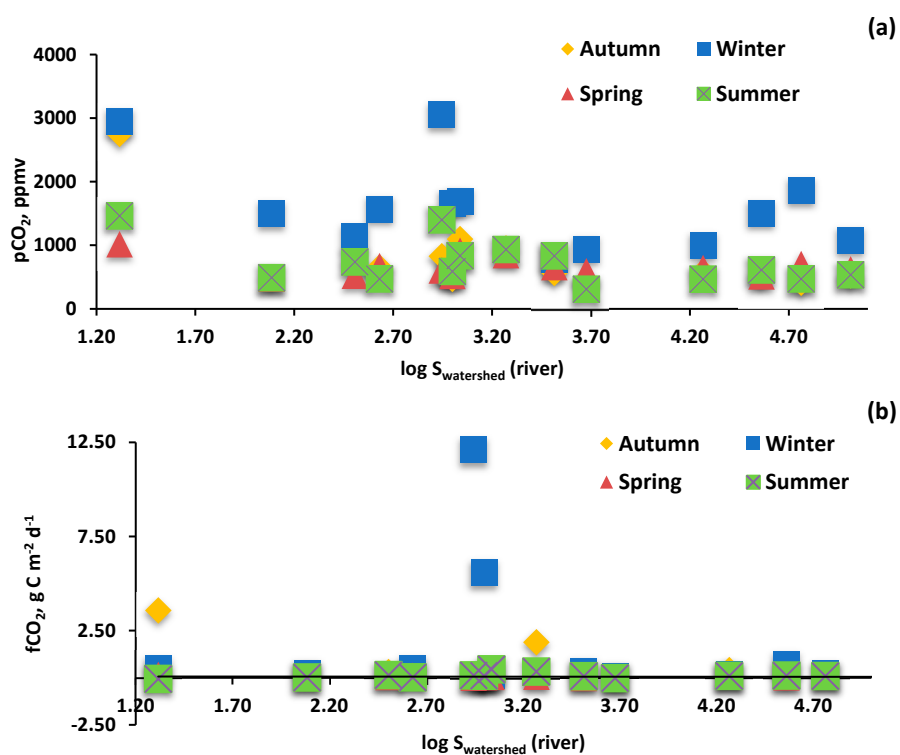 (a)
Autumn Winter
Spring Summer
4000
3000
2000
1000
0
pCO₂, ppmv
1.20 1.70 2.20 2.70 3.20 3.70 4.20 4.70
log S_watershed (river)
(b)
Autumn Winter
Spring Summer
12.50
7.50
2.50
-2.50
fCO₂, g C m⁻² d⁻¹
1.20 1.70 2.20 2.70 3.20 3.70 4.20 4.70
log S_watershed (river)